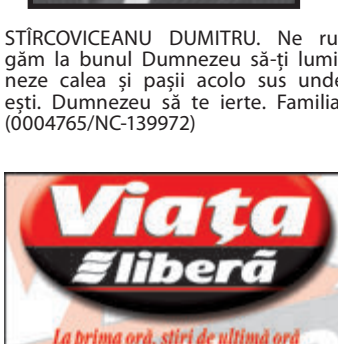 STÎRCOVICEANU DUMITRU. Ne ru-
găm la bunul Dumnezeu să-ți lumi-
neze calea și pașii acolo sus unde
ești. Dumnezeu să te ierte. Familia.
(0004765/NC-139972)
Viaţa
liberă
La prima oră, știri de ultimă oră